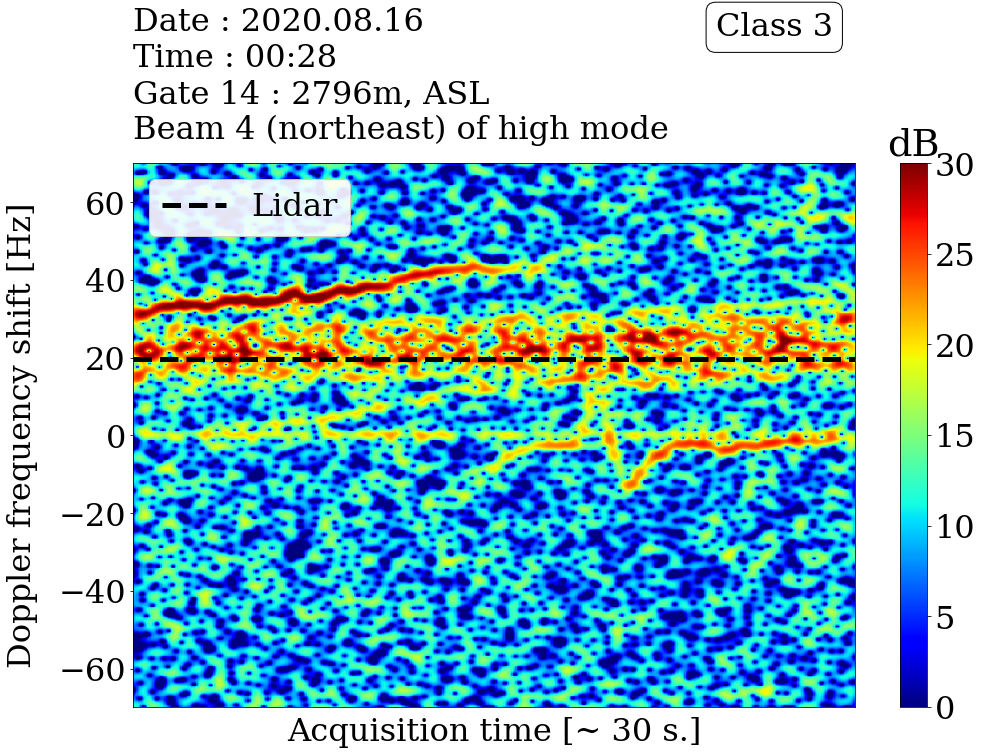 Date : 2020.08.16
Time : 00:28
Gate 14 : 2796m, ASL
Beam 4 (northeast) of high mode
Class 3
dB
Lidar
Doppler frequency shift [Hz]
60
40
20
0
−20
−40
−60
30
25
20
15
10
5
0
Acquisition time [~ 30 s.]